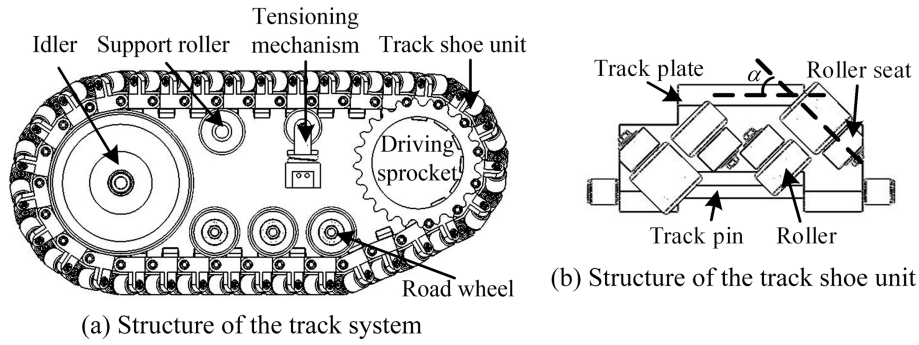 Idler
Support roller
Tensioning
mechanism
Track shoe unit
Driving
sprocket
Road wheel
(a) Structure of the track system
Track plate
α
Roller seat
Track pin
Roller
(b) Structure of the track shoe unit